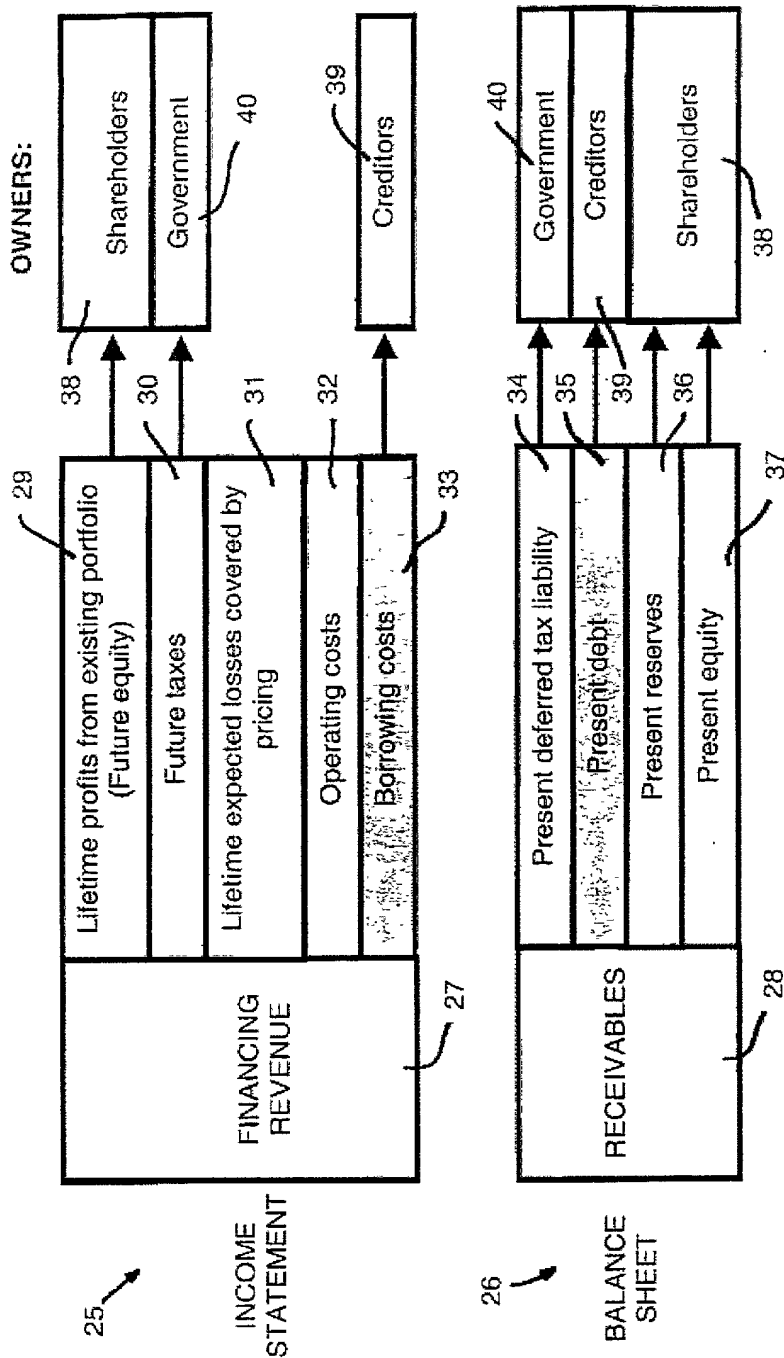 OWNERS:
25
INCOME
STATEMENT
FINANCING
REVENUE
27
29
Lifetime profits from existing portfolio
(Future equity)
Future taxes
30
Lifetime expected losses covered by
pricing
31
Operating costs
32
Borrowing costs
33
38
Shareholders
Government
40
Creditors
39
26
BALANCE
SHEET
RECEIVABLES
28
Present deferred tax liability
34
Present debt
35
Present reserves
36
Present equity
37
Government
40
Creditors
39
Shareholders
38